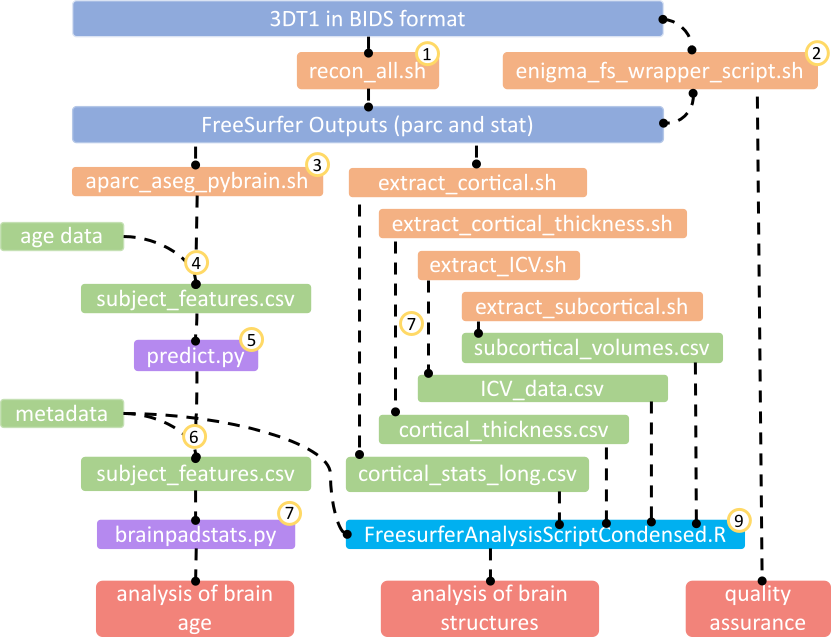 3DT1 in BIDS format
1
recon_all.sh
2
enigma_fs_wrapper_script.sh
FreeSurfer Outputs (parc and stat)
3
aparc_aseg_pybrain.sh
extract_cortical.sh
extract_cortical_thickness.sh
age data
4
extract_ICV.sh
subject_features.csv
extract_subcortical.sh
7
5
predict.py
subcortical_volumes.csv
ICV_data.csv
metadata
6
cortical_thickness.csv
subject_features.csv
cortical_stats_long.csv
7
brainpadstats.py
9
FreesurferAnalysisScriptCondensed.R
analysis of brain
age
analysis of brain
structures
quality
assurance